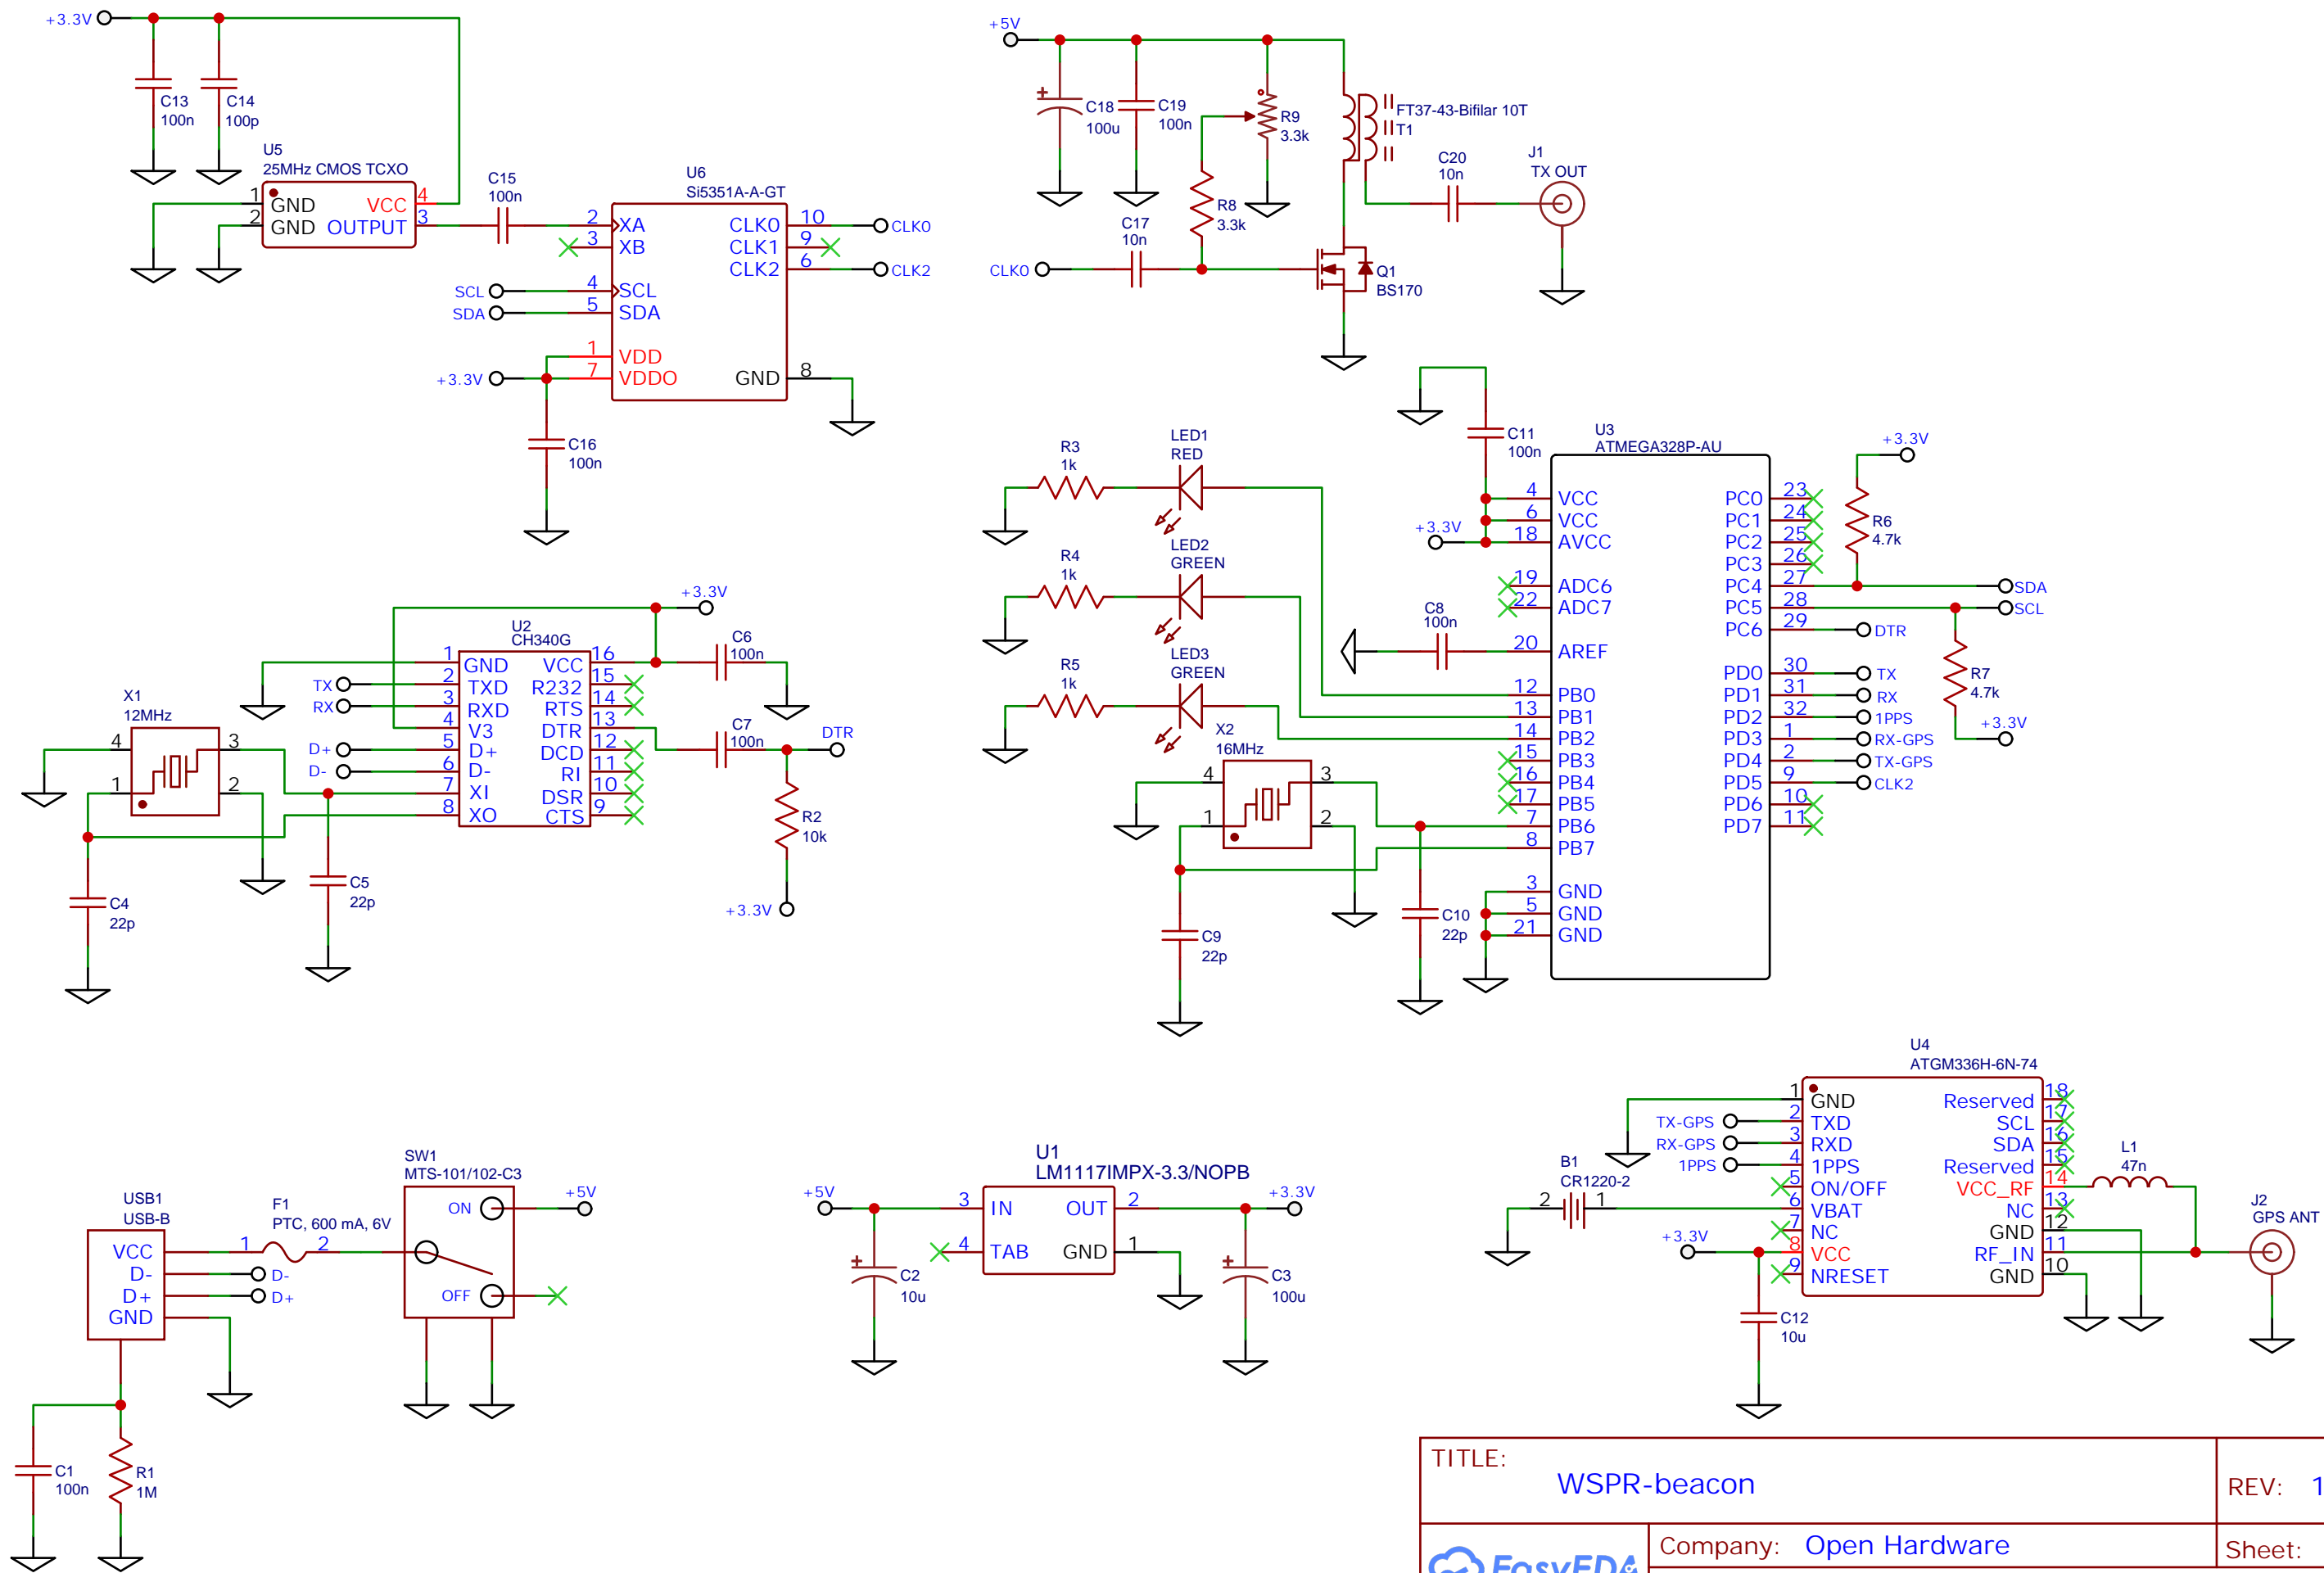 +3.3V
C13
100n
C14
100p
U5
25MHz CMOS TCXO
1 GND VCC 4
2 GND OUTPUT 3
C15
100n
U6
Si5351A-A-GT
2 XA CLK0 10 CLK0
3 XB CLK1 9
CLK2 6 CLK2
SCL 4 SCL
SDA 5 SDA
1 VDD
+3.3V 7 VDDO GND 8
C16
100n
+5V
+ C18
100u
C19
100n
R9
3.3k
FT37-43-Bifilar 10T
T1
C20
10n
J1
TX OUT
R8
3.3k
C17
10n
CLK0
Q1
BS170
R3
1k
LED1
RED
R4
1k
LED2
GREEN
R5
1k
LED3
GREEN
C11
100n
U3
ATMEGA328P-AU
+3.3V
4 VCC PC0 23
6 VCC PC1 24
+3.3V 18 AVCC PC2 25
PC3 26
19 ADC6 PC4 27 SDA
22 ADC7 PC5 28 SCL
PC6 29 DTR
C8
100n
20 AREF
PD0 30 TX
12 PB0 PD1 31 RX
13 PB1 PD2 32 1PPS
14 PB2 PD3 1 RX-GPS
15 PB3 PD4 2 TX-GPS
16 PB4 PD5 9 CLK2
17 PB5 PD6 10
7 PB6 PD7 11
8 PB7
3 GND
5 GND
21 GND
R6
4.7k
R7
4.7k
+3.3V
X2
16MHz
4 3
1 2
C9
22p
C10
22p
+3.3V
U2
CH340G
1 GND VCC 16
TX 2 TXD R232 15
RX 3 RXD RTS 14
4 V3 DTR 13
D+ 5 D+ DCD 12
D- 6 D- RI 11
7 XI DSR 10
8 XO CTS 9
C6
100n
C7
100n
DTR
R2
10k
+3.3V
X1
12MHz
4 3
1 2
C4
22p
C5
22p
USB1
USB-B
VCC
D- D-
D+ D+
GND
F1
PTC, 600 mA, 6V
1 2
SW1
MTS-101/102-C3
ON
OFF
+5V
C1
100n
R1
1M
U1
LM1117IMPX-3.3/NOPB
+5V 3 IN OUT 2 +3.3V
4 TAB GND 1
+ C2
10u
+ C3
100u
U4
ATGM336H-6N-74
1 GND Reserved 18
TX-GPS 2 TXD SCL 17
RX-GPS 3 RXD SDA 16
1PPS 4 1PPS Reserved 15
5 ON/OFF VCC_RF 14
6 VBAT NC 13
7 NC GND 12
+3.3V 8 VCC RF_IN 11
9 NRESET GND 10
B1
CR1220-2
2 1
C12
10u
L1
47n
J2
GPS ANT
TITLE:
WSPR-beacon
REV: 1
Company: Open Hardware
Sheet:
EasyEDA